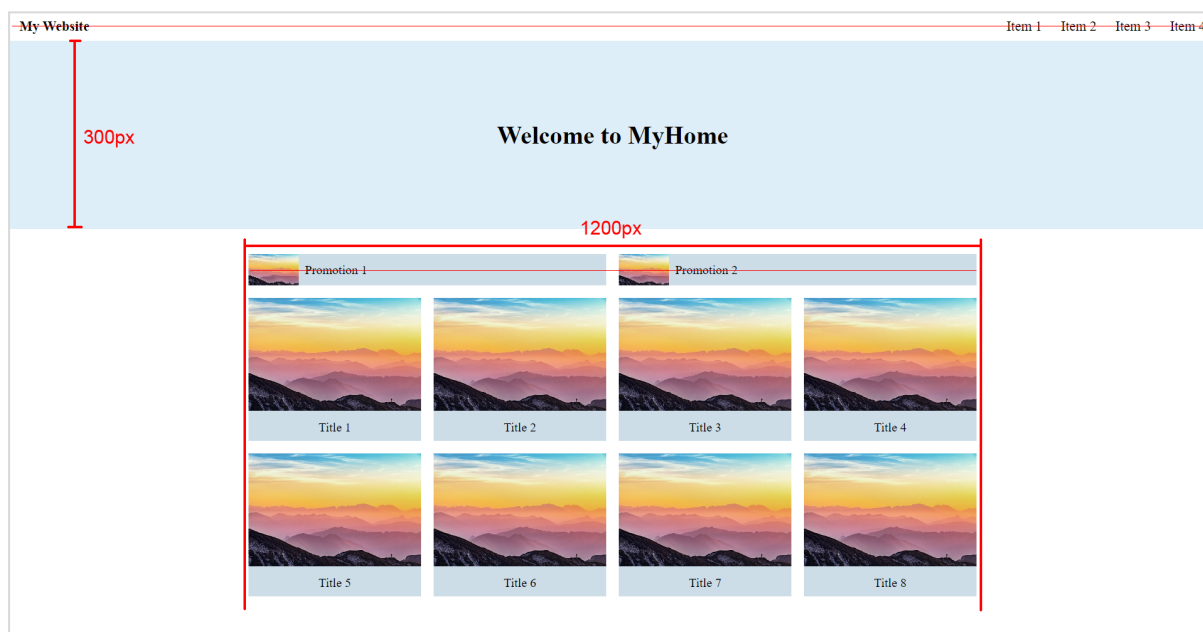 My Website Item 1 Item 2 Item 3 Item 4
300px
Welcome to MyHome
1200px
Promotion 1 Promotion 2
Title 1 Title 2 Title 3 Title 4
Title 5 Title 6 Title 7 Title 8